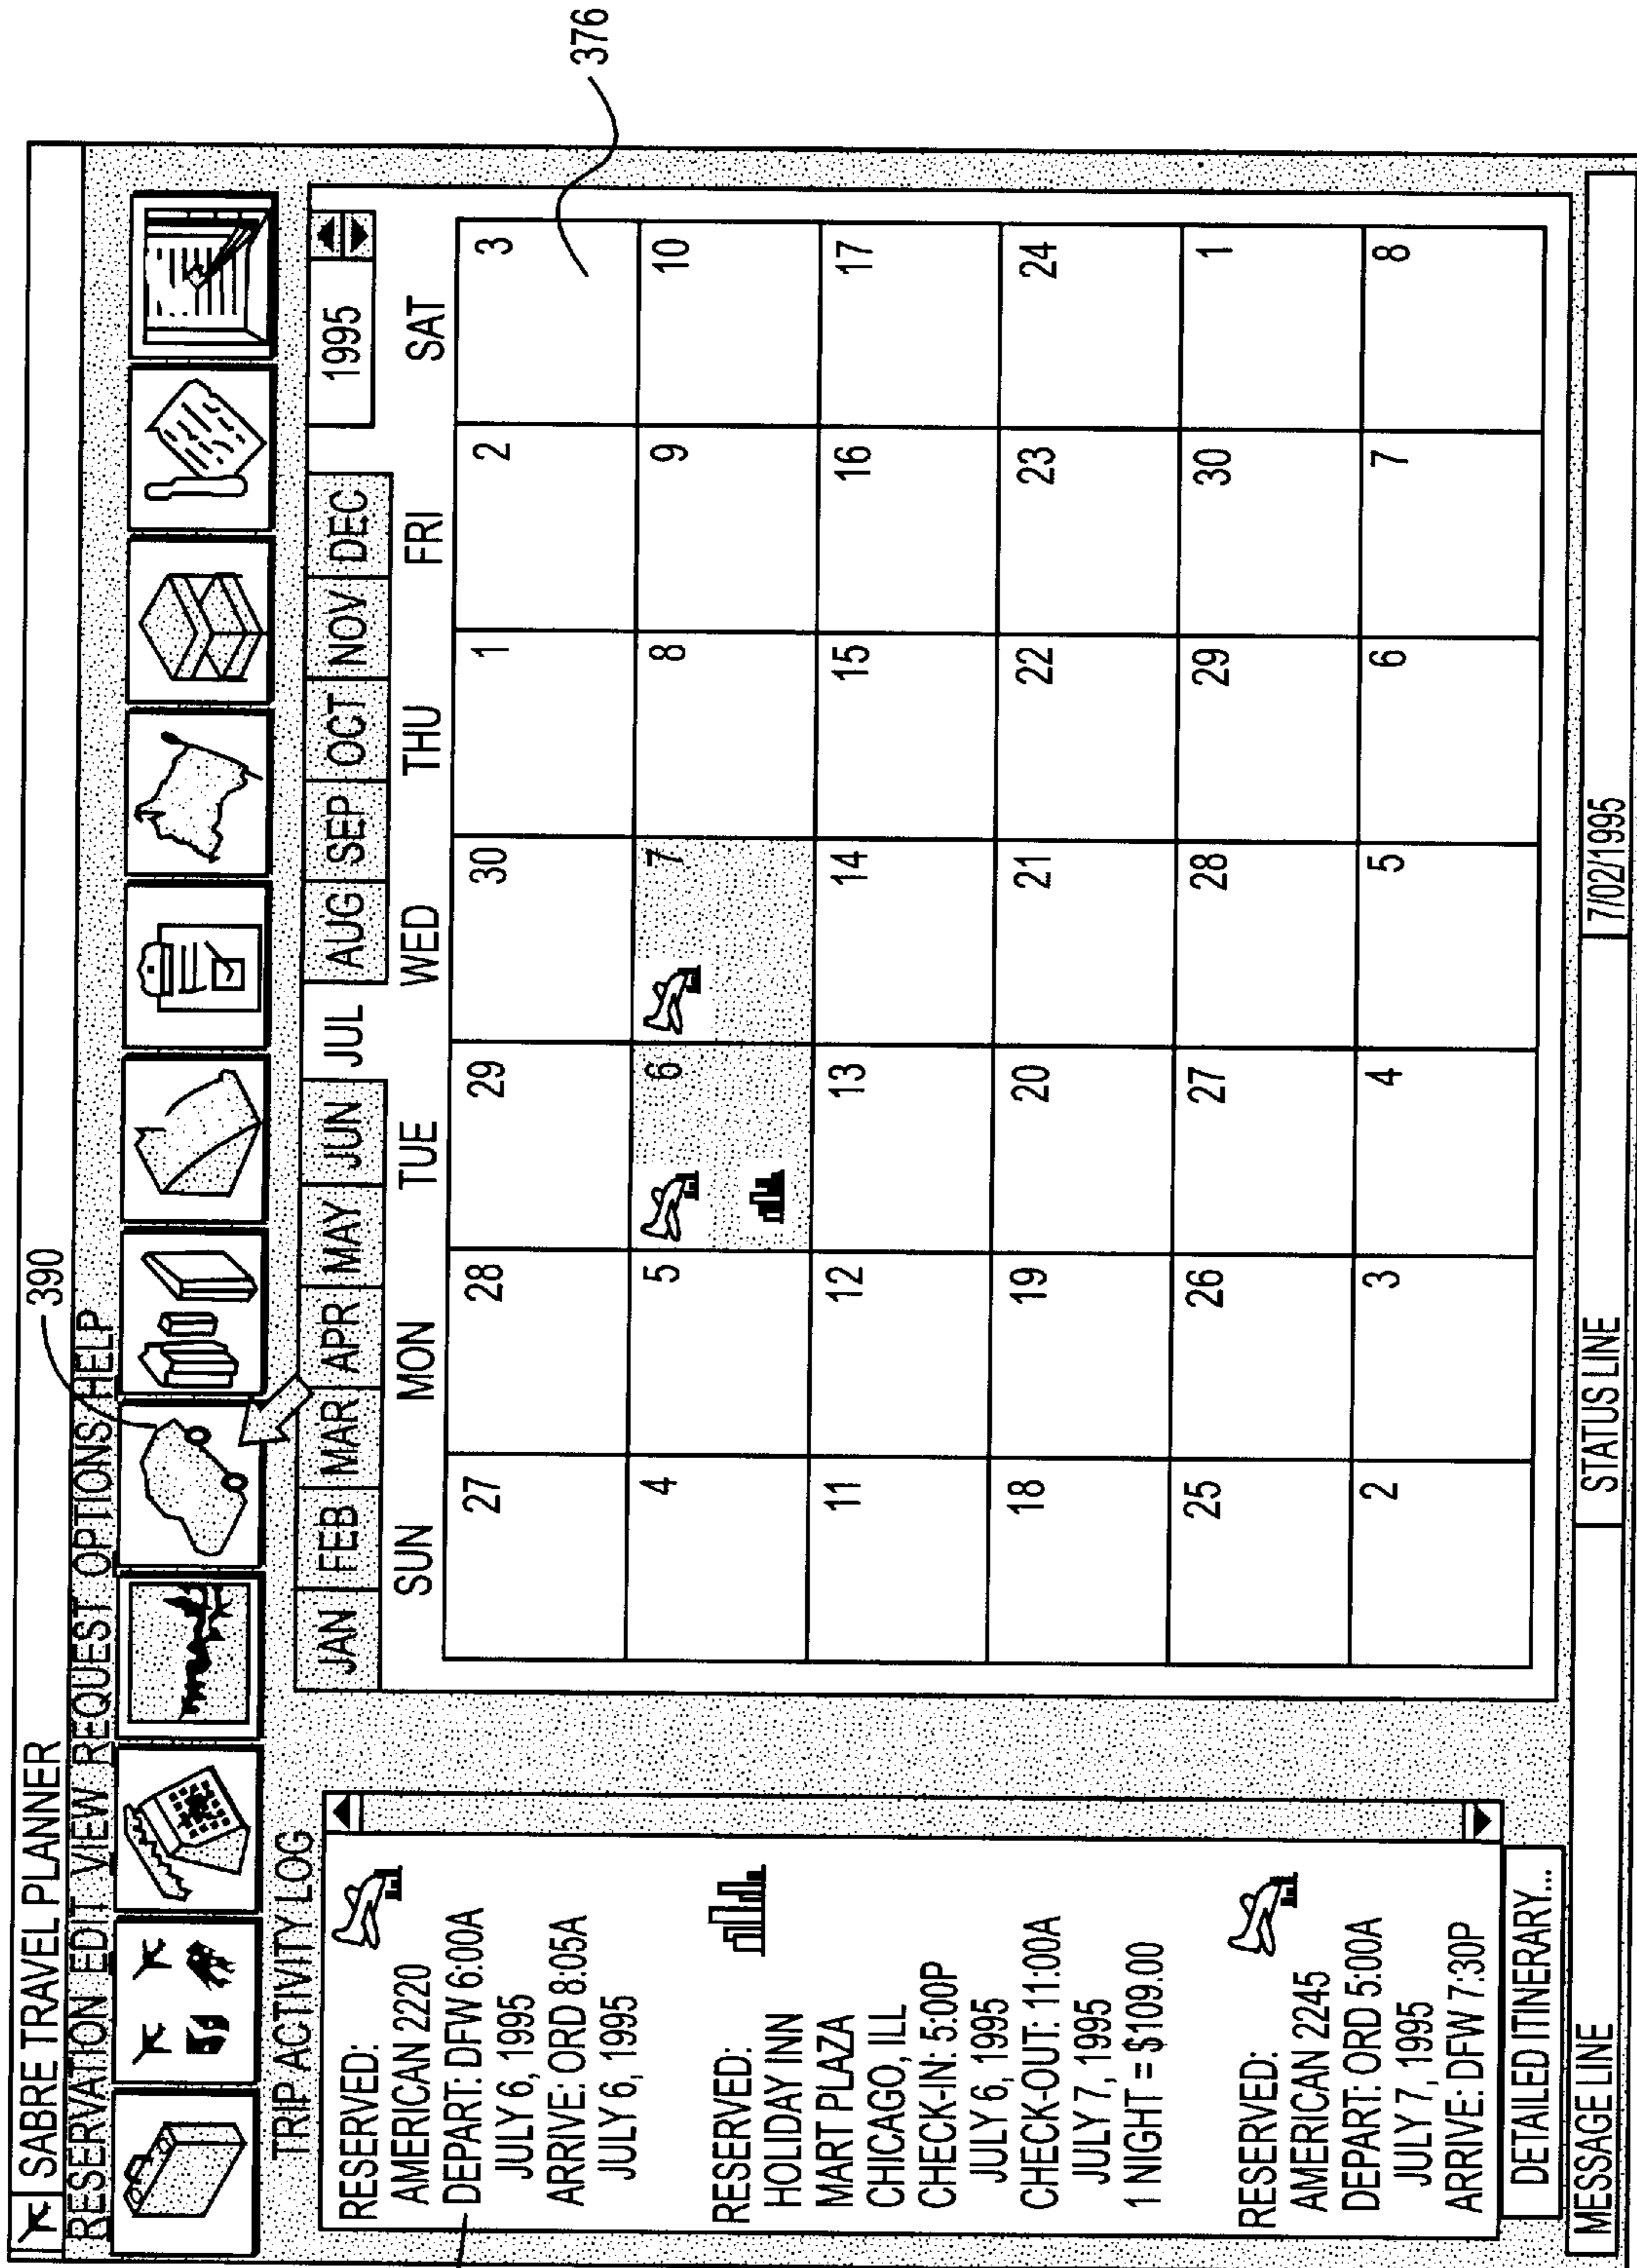 SABRE TRAVEL PLANNER
RESERVATION EDIT VIEW REQUEST OPTIONS HELP
390
TRIP ACTIVITY LOG
RESERVED:
AMERICAN 2220
DEPART: DFW 6:00A
JULY 6, 1995
ARRIVE: ORD 8:05A
JULY 6, 1995
RESERVED:
HOLIDAY INN
MART PLAZA
CHICAGO, ILL
CHECK-IN: 5:00P
JULY 6, 1995
CHECK-OUT: 11:00A
JULY 7, 1995
1 NIGHT = $109.00
RESERVED:
AMERICAN 2245
DEPART: ORD 5:00A
JULY 7, 1995
ARRIVE: DFW 7:30P
DETAILED ITINERARY...
JAN FEB MAR APR MAY JUN JUL AUG SEP OCT NOV DEC 1995
SUN MON TUE WED THU FRI SAT
27 28 29 30 1 2 3
4 5 6 7 8 9 10
11 12 13 14 15 16 17
18 19 20 21 22 23 24
25 26 27 28 29 30 1
2 3 4 5 6 7 8
376
MESSAGE LINE STATUS LINE 7/02/1995